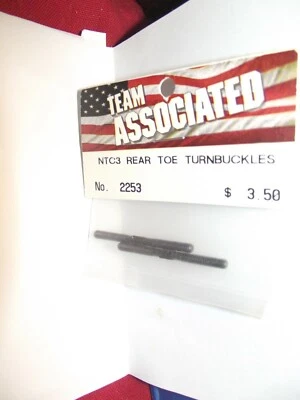 TEAM
ASSOCIATED
NTC3 REAR TOE TURNBUCKLES
No. 2253 $ 3.50